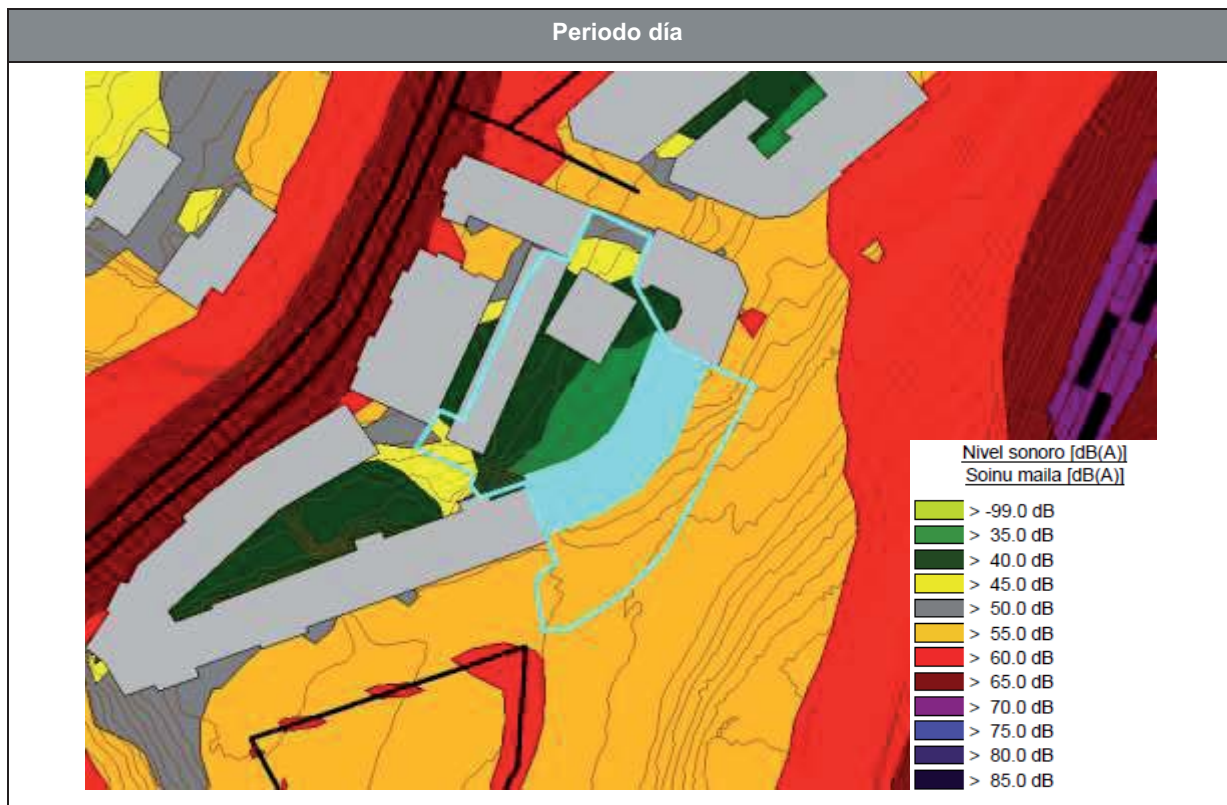 Periodo día
Nivel sonoro [dB(A)]
Soinu maila [dB(A)]
> -99.0 dB
> 35.0 dB
> 40.0 dB
> 45.0 dB
> 50.0 dB
> 55.0 dB
> 60.0 dB
> 65.0 dB
> 70.0 dB
> 75.0 dB
> 80.0 dB
> 85.0 dB